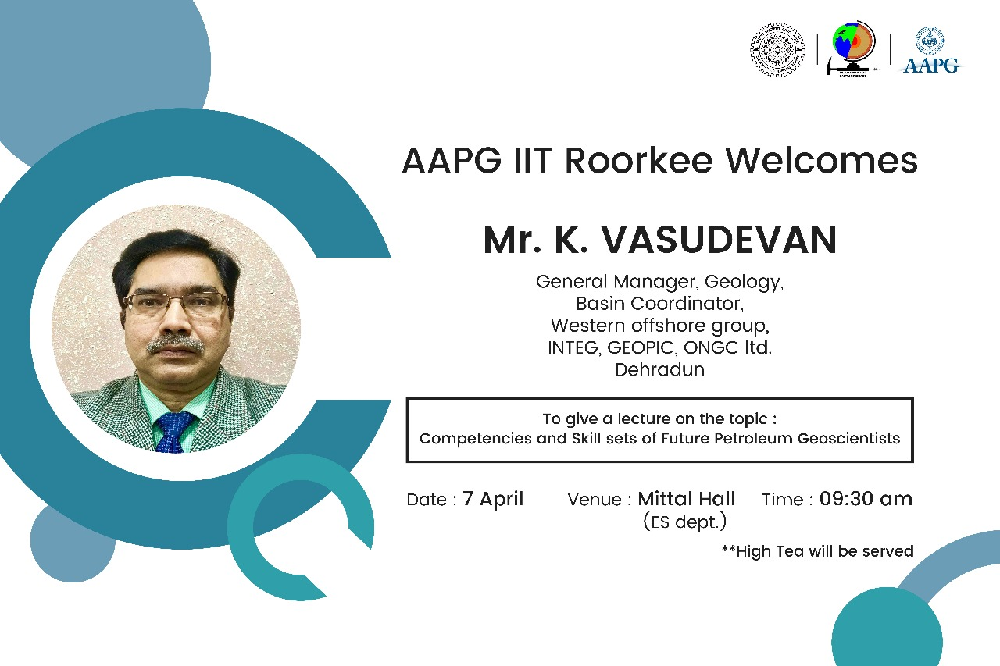 AAPG
AAPG IIT Roorkee Welcomes
Mr. K. VASUDEVAN
General Manager, Geology,
Basin Coordinator,
Western offshore group,
INTEG, GEOPIC, ONGC ltd.
Dehradun
To give a lecture on the topic :
Competencies and Skill sets of Future Petroleum Geoscientists
Date : 7 April Venue : Mittal Hall Time : 09:30 am
(ES dept.)
**High Tea will be served